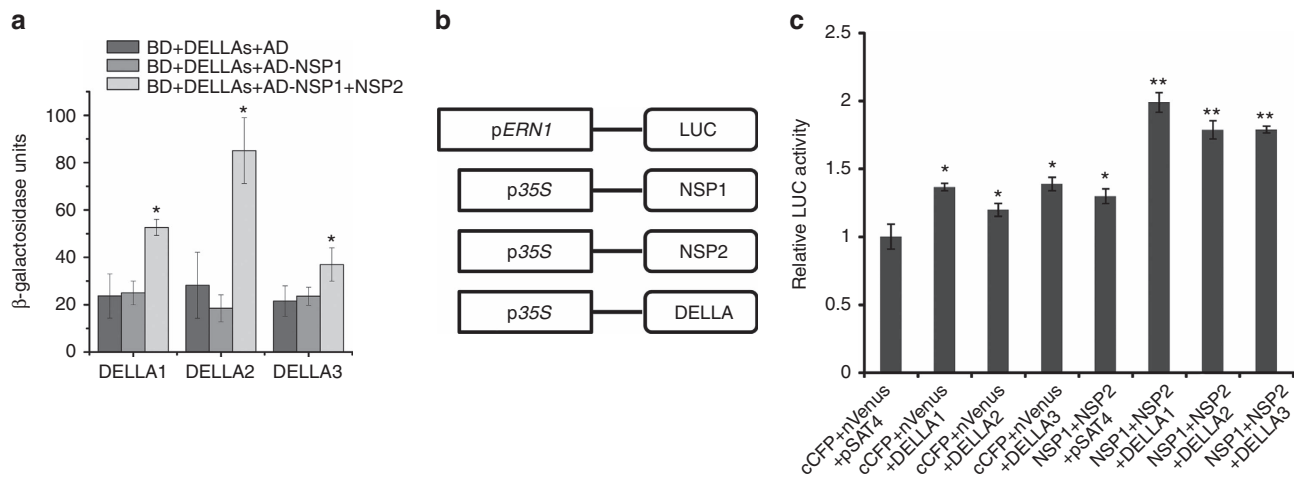 a
BD+DELLAs+AD
BD+DELLAs+AD-NSP1
BD+DELLAs+AD-NSP1+NSP2
β-galactosidase units
100
80
60
40
20
0
*
*
*
DELLA1 DELLA2 DELLA3
b
pERN1 LUC
p35S NSP1
p35S NSP2
p35S DELLA
c
Relative LUC activity
2.5
2
1.5
1
0.5
0
*
*
*
*
**
**
**
cCFP+nVenus
+pSAT4
cCFP+nVenus
+DELLA1
cCFP+nVenus
+DELLA2
cCFP+nVenus
+DELLA3
NSP1+NSP2
+pSAT4
NSP1+NSP2
+DELLA1
NSP1+NSP2
+DELLA2
NSP1+NSP2
+DELLA3